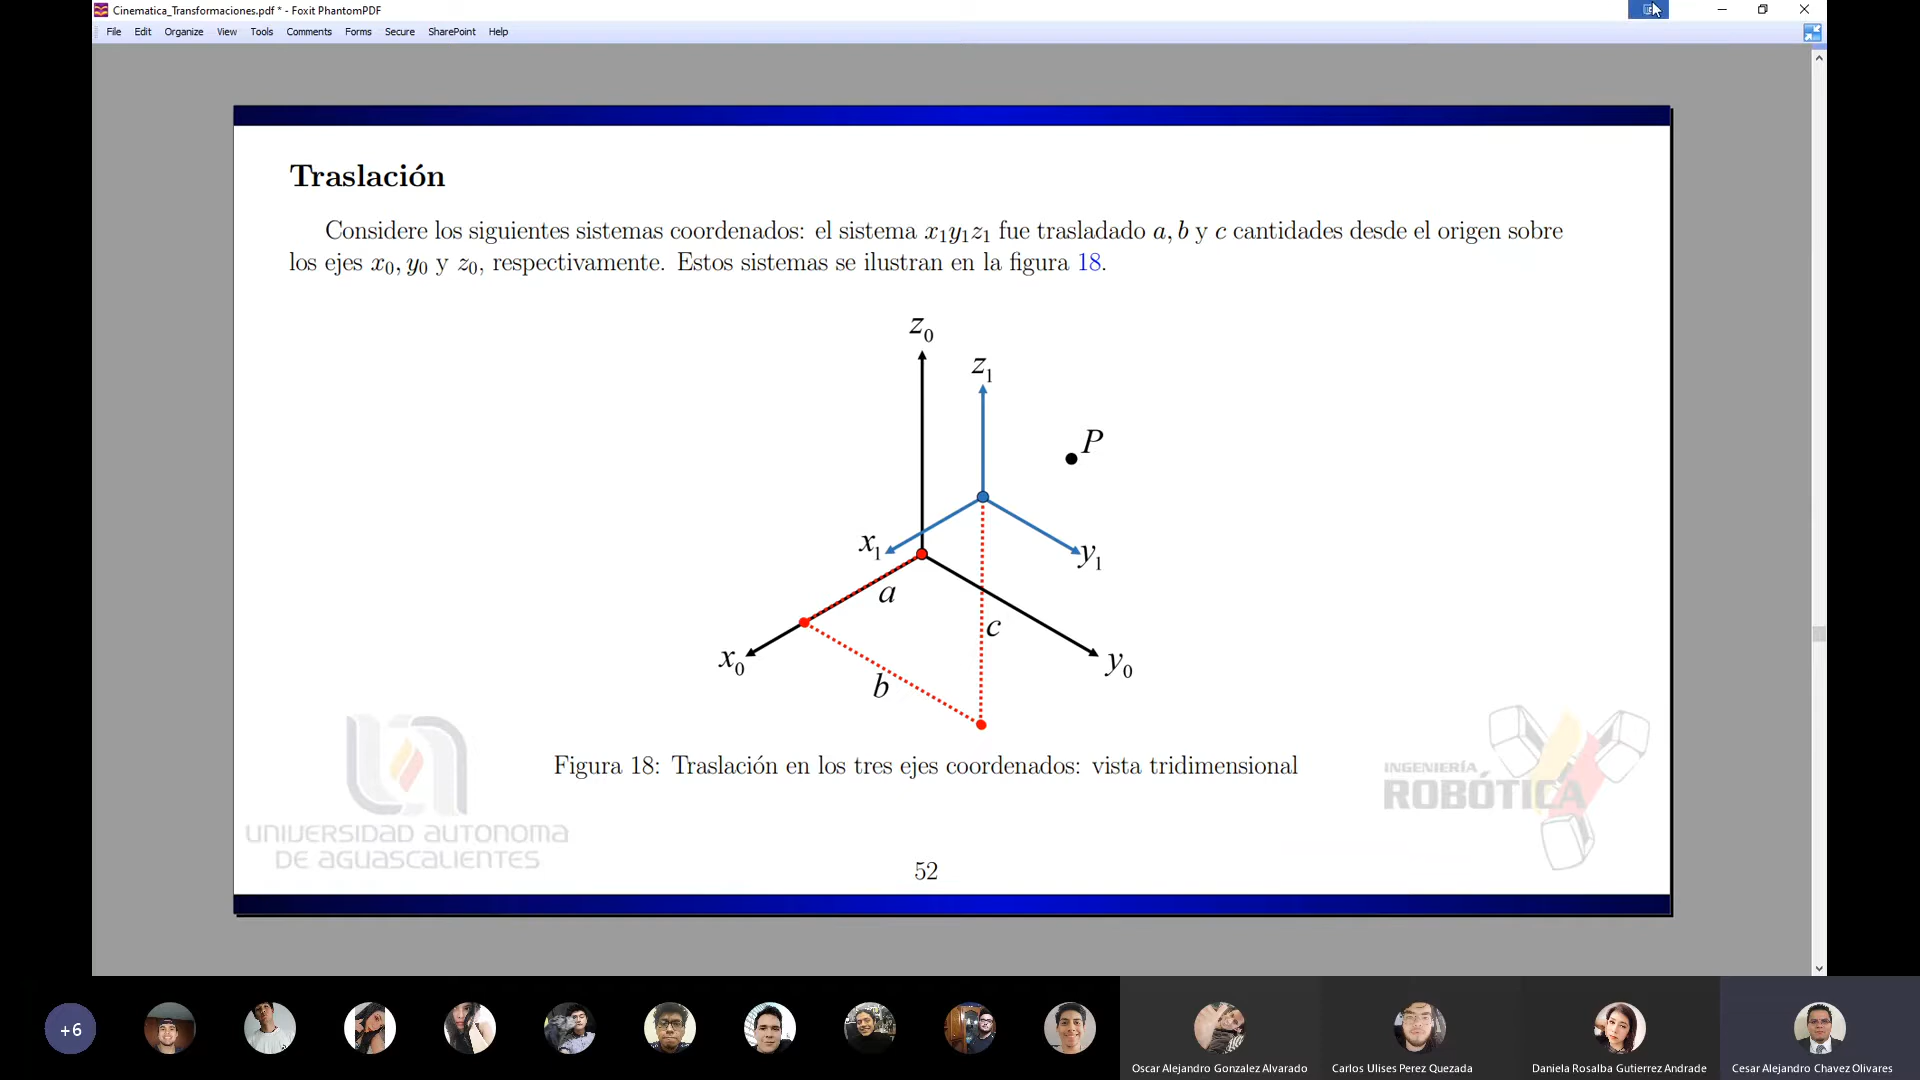 Cinematica_Transformaciones.pdf * - Foxit PhantomPDF
File Edit Organize View Tools Comments Forms Secure SharePoint Help
Traslación
Considere los siguientes sistemas coordenados: el sistema x₁y₁z₁ fue trasladado a, b y c cantidades desde el origen sobre
los ejes x₀, y₀ y z₀, respectivamente. Estos sistemas se ilustran en la figura 18.
z₀
z₁
P
x₁
y₁
a
c
x₀
y₀
b
Figura 18: Traslación en los tres ejes coordenados: vista tridimensional
INGENIERÍA
ROBÓTICA
UNIVERSIDAD AUTONOMA
DE AGUASCALIENTES
52
+6
Oscar Alejandro Gonzalez Alvarado
Carlos Ulises Perez Quezada
Daniela Rosalba Gutierrez Andrade
Cesar Alejandro Chavez Olivares